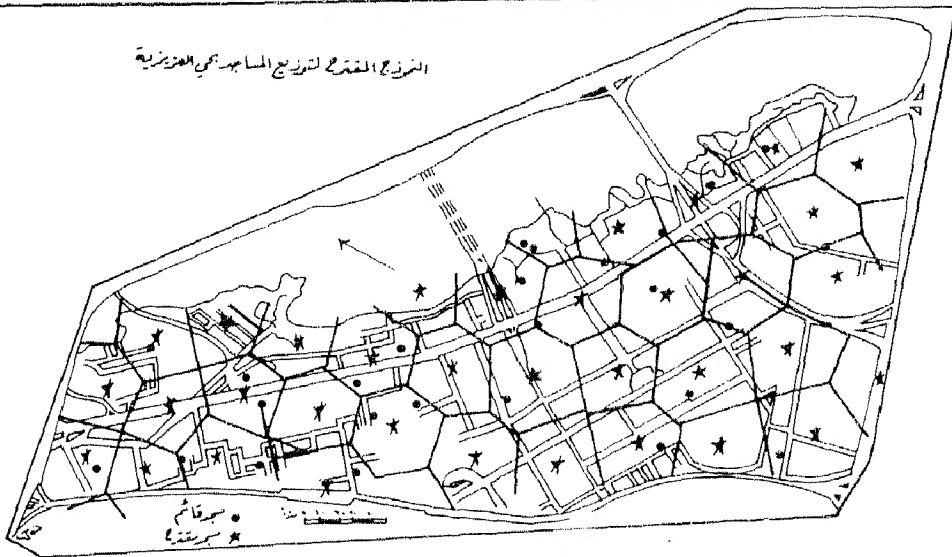 النموذج المقترح لتوزيع المساجد بحي العزيزية
مسجد قائم
مسجد مقترح